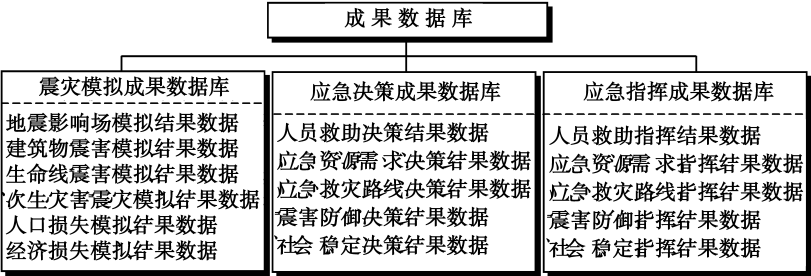 成果数据库
震灾模拟成果数据库
地震影响场模拟结果数据
建筑物震害模拟结果数据
生命线震害模拟结果数据
次生灾害震灾模拟结果数据
人口损失模拟结果数据
经济损失模拟结果数据
应急决策成果数据库
人员救助决策结果数据
应急资源需求决策结果数据
应急救灾路线决策结果数据
震害防御决策结果数据
社会稳定决策结果数据
应急指挥成果数据库
人员救助指挥结果数据
应急资源需求指挥结果数据
应急救灾路线指挥结果数据
震害防御指挥结果数据
社会稳定指挥结果数据